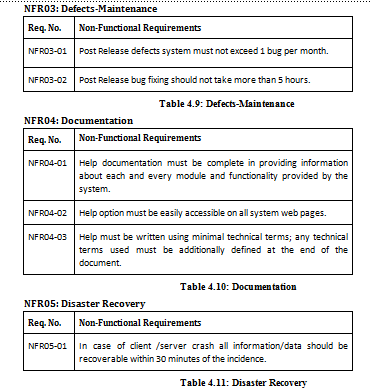 NFR03: Defects-Maintenance
Req. No. Non-Functional Requirements
NFR03-01 Post Release defects system must not exceed 1 bug per month.
NFR03-02 Post Release bug fixing should not take more than 5 hours.
Table 4.9: Defects-Maintenance
NFR04: Documentation
Req. No. Non-Functional Requirements
NFR04-01 Help documentation must be complete in providing information
about each and every module and functionality provided by the
system.
NFR04-02 Help option must be easily accessible on all system web pages.
NFR04-03 Help must be written using minimal technical terms; any technical
terms used must be additionally defined at the end of the
document.
Table 4.10: Documentation
NFR05: Disaster Recovery
Req. No. Non-Functional Requirements
NFR05-01 In case of client /server crash all information/data should be
recoverable within 30 minutes of the incidence.
Table 4.11: Disaster Recovery